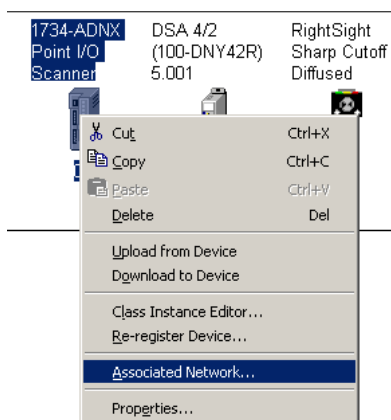 1734-ADNX
Point I/O
Scanner
DSA 4/2
(100-DNY42R)
5.001
RightSight
Sharp Cutoff
Diffused
Cut Ctrl+X
Copy Ctrl+C
Paste Ctrl+V
Delete Del
Upload from Device
Download to Device
Class Instance Editor...
Re-register Device...
Associated Network...
Properties...